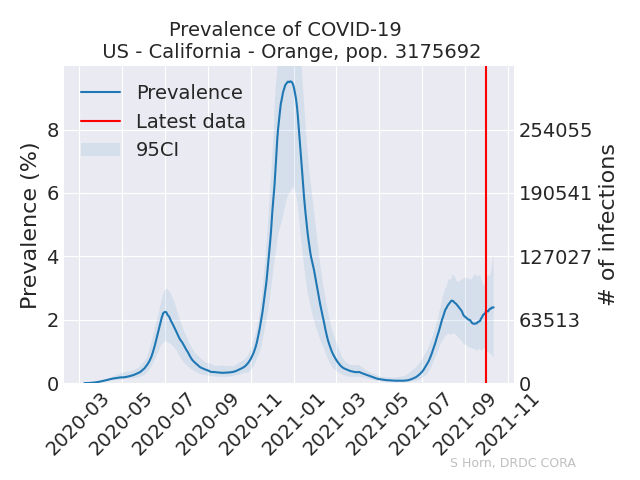 Prevalence of COVID-19
US - California - Orange, pop. 3175692
Prevalence
Latest data
95CI
Prevalence (%)
8
6
4
2
0
254055
190541
127027
63513
0
# of infections
2020-03
2020-05
2020-07
2020-09
2020-11
2021-01
2021-03
2021-05
2021-07
2021-09
2021-11
S Horn, DRDC CORA